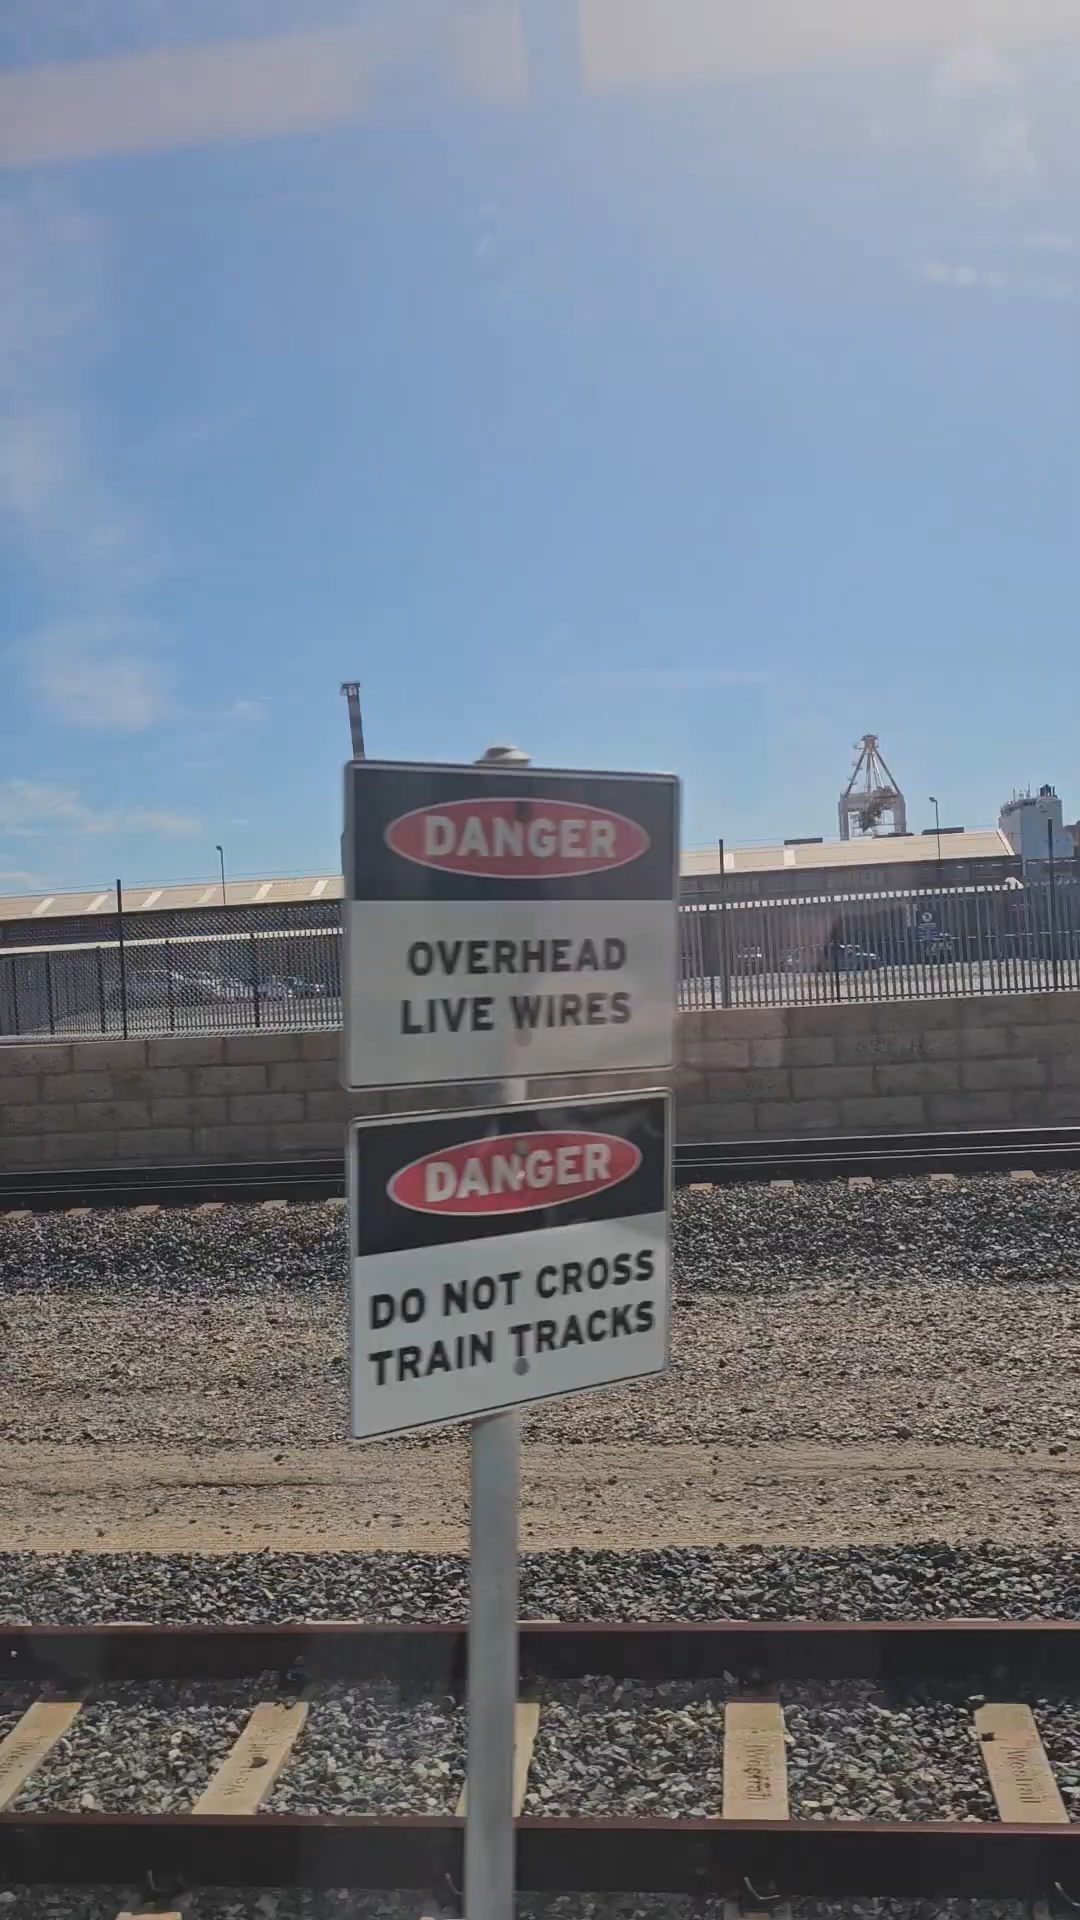 DANGER
OVERHEAD
LIVE WIRES
DANGER
DO NOT CROSS
TRAIN TRACKS